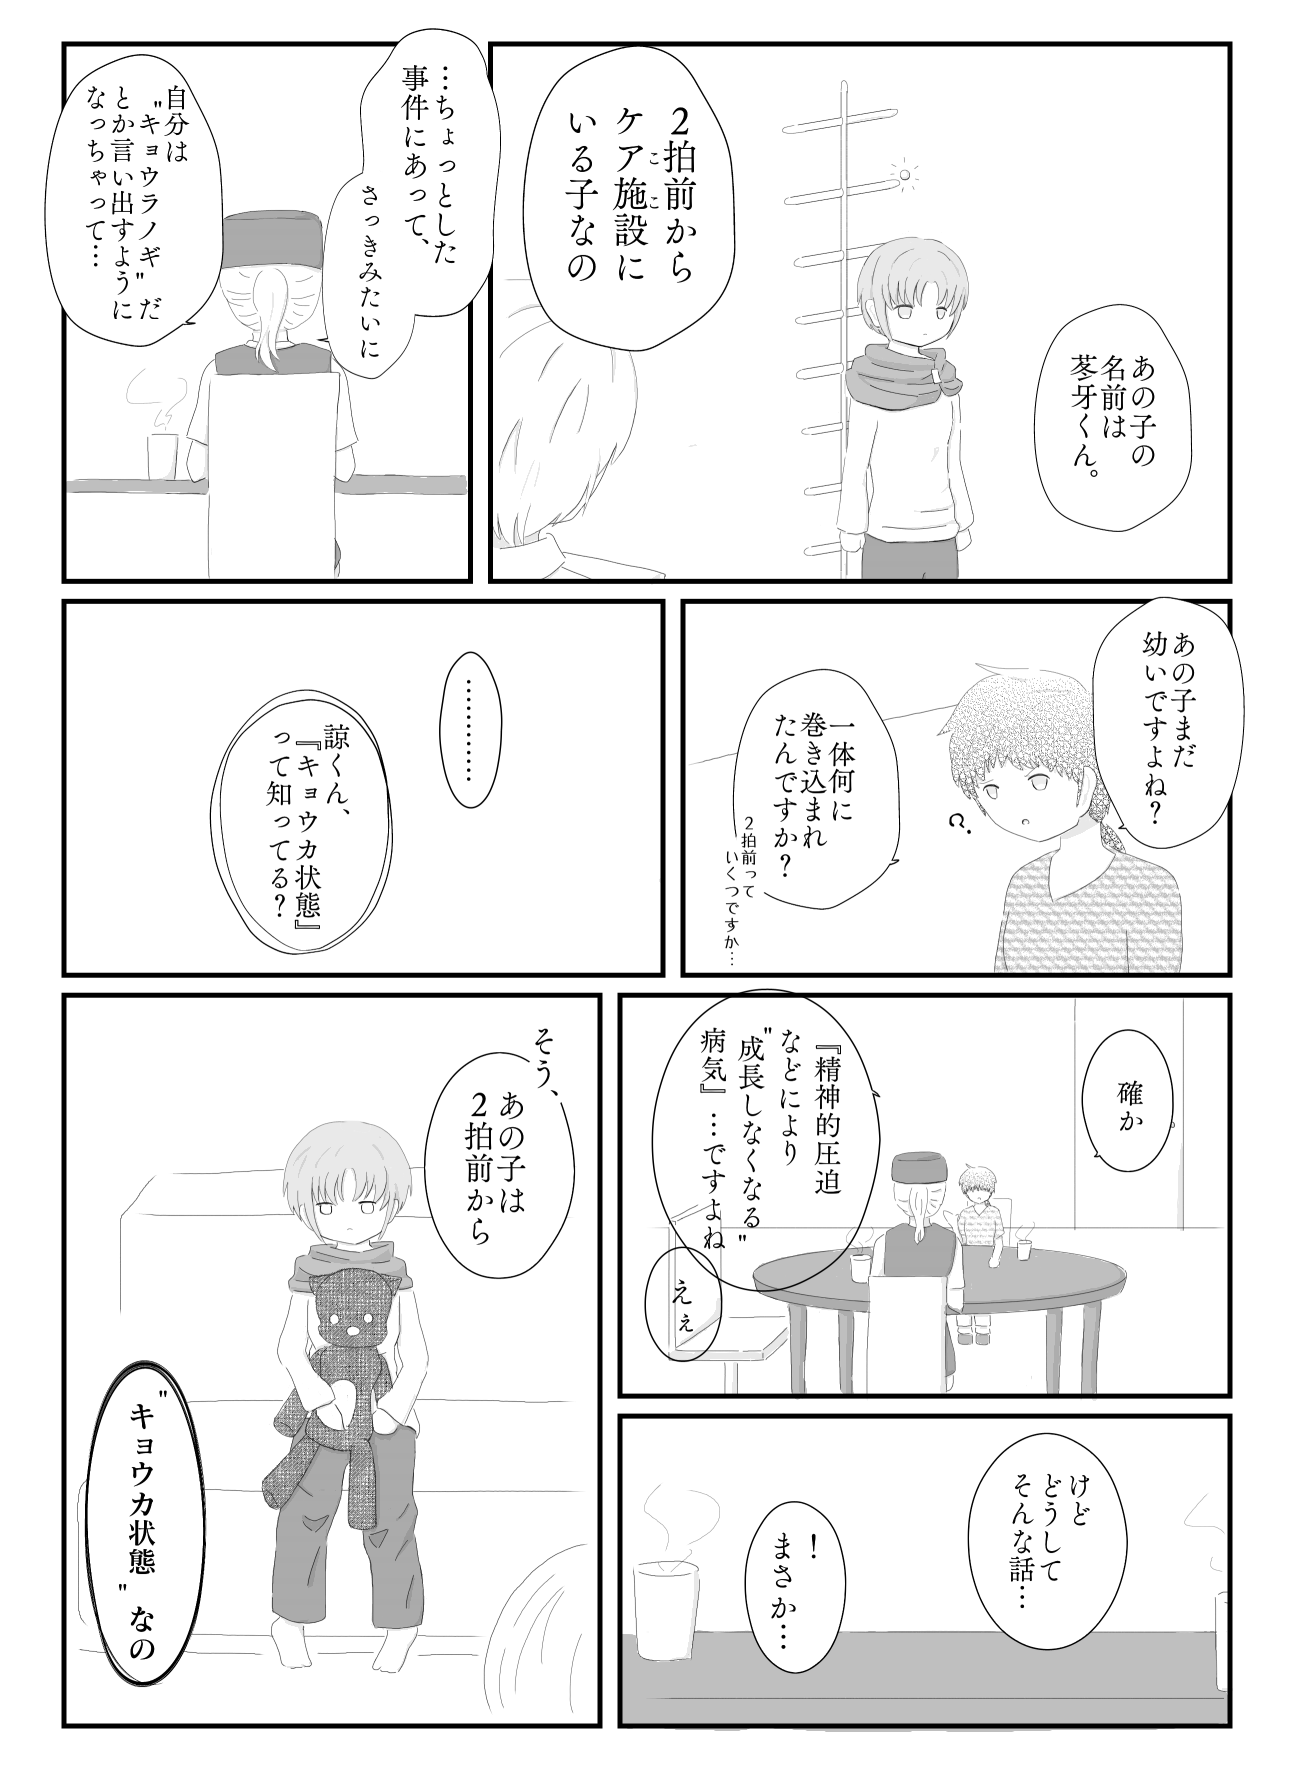 あの子の
名前は
苳牙くん。
2拍前から
ケア施設に
ここ
いる子なの
…ちょっとした
事件にあって、
さっきみたいに
自分は
"キョウラノギ"だ
とか言い出すように
なっちゃって…
あの子まだ
幼いですよね?
一体何に
巻き込まれ
たんですか?
2拍前って
いくつですか…
…………
諒くん、
『キョウカ状態』
って知ってる?
確か
『精神的圧迫
などにより
"成長しなくなる"
病気』…ですよね
えぇ
けど
どうして
そんな話…
!
まさか…
そう、
あの子は
2拍前から
"キョウカ状態"なの